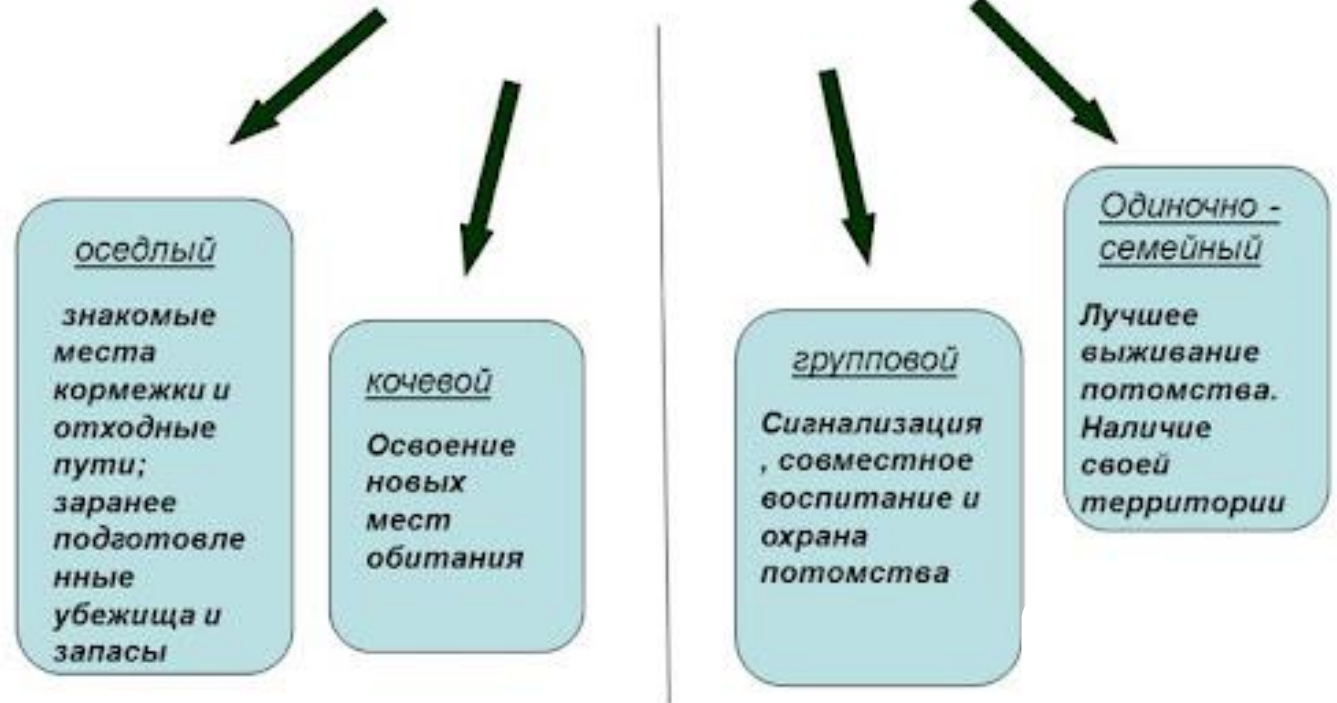 оседлый
знакомые
места
кормежки и
отходные
пути;
заранее
подготовле
нные
убежища и
запасы
кочевой
Освоение
новых
мест
обитания
групповой
Сигнализация
, совместное
воспитание и
охрана
потомства
Одиночно -
семейный
Лучшее
выживание
потомства.
Наличие
своей
территории